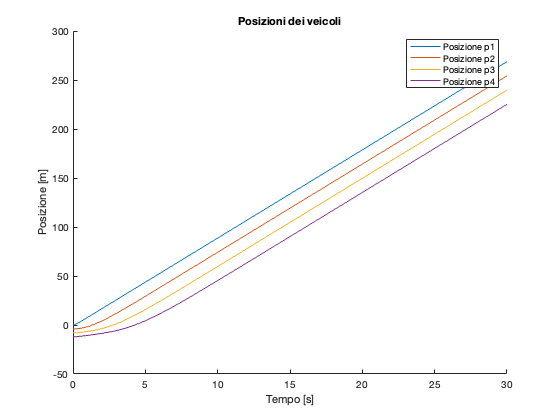 Posizioni dei veicoli
300
250
200
150
100
50
0
-50
Posizione [m]
Posizione p1
Posizione p2
Posizione p3
Posizione p4
0 5 10 15 20 25 30
Tempo [s]